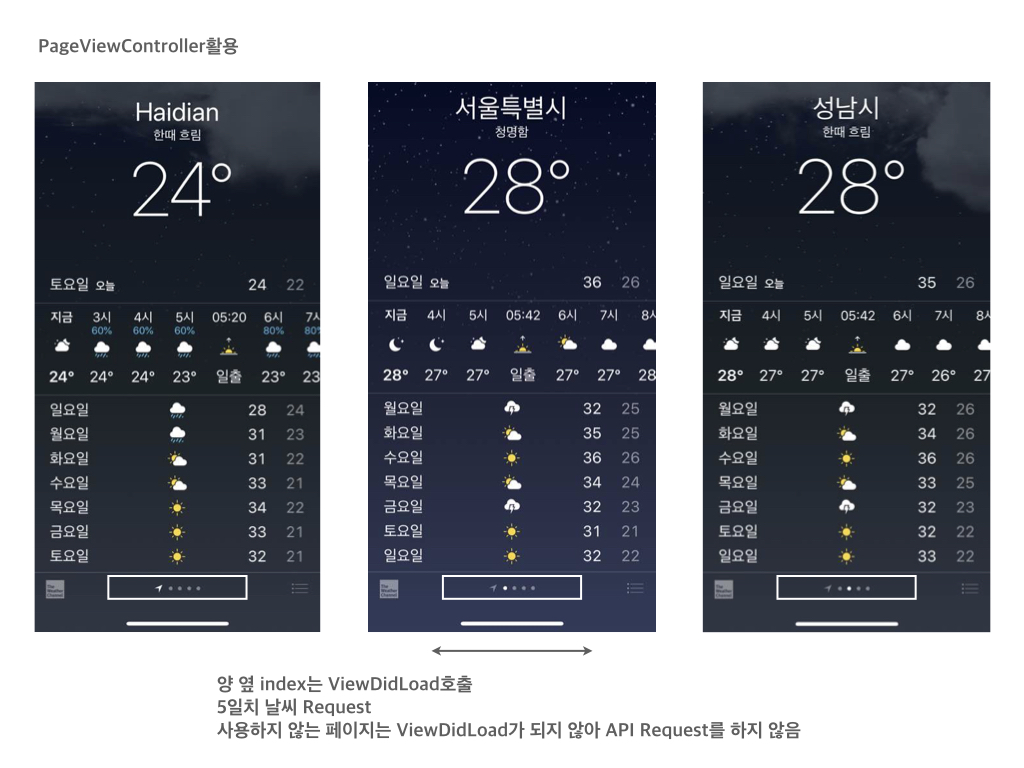 PageViewController활용
Haidian
한때 흐림
24°
토요일 오늘 24 22
지금 3시 4시 5시 05:20 6시 7시
60% 60% 60% 80% 80%
24° 24° 24° 23° 일출 23° 23
일요일 28 24
월요일 31 23
화요일 31 22
수요일 33 21
목요일 34 22
금요일 33 21
토요일 32 21
서울특별시
청명함
28°
일요일 오늘 36 26
지금 4시 5시 05:42 6시 7시 8시
28° 27° 27° 일출 27° 27° 28
월요일 32 25
화요일 35 25
수요일 36 26
목요일 34 24
금요일 32 23
토요일 31 21
일요일 32 22
성남시
한때 흐림
28°
일요일 오늘 35 26
지금 4시 5시 05:42 6시 7시 8시
28° 27° 27° 일출 27° 26° 27
월요일 32 26
화요일 34 26
수요일 36 26
목요일 33 25
금요일 32 23
토요일 32 22
일요일 33 22
양 옆 index는 ViewDidLoad호출
5일치 날씨 Request
사용하지 않는 페이지는 ViewDidLoad가 되지 않아 API Request를 하지 않음